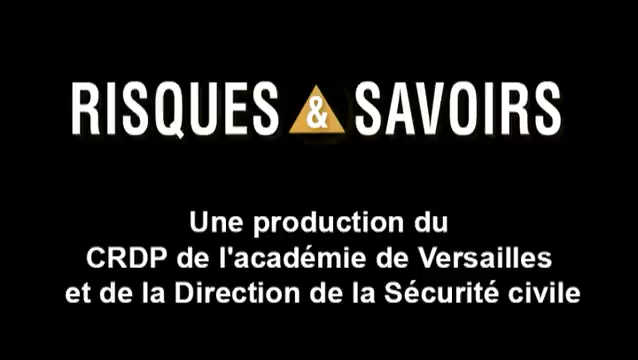 RISQUES & SAVOIRS
Une production du
CRDP de l'académie de Versailles
et de la Direction de la Sécurité civile